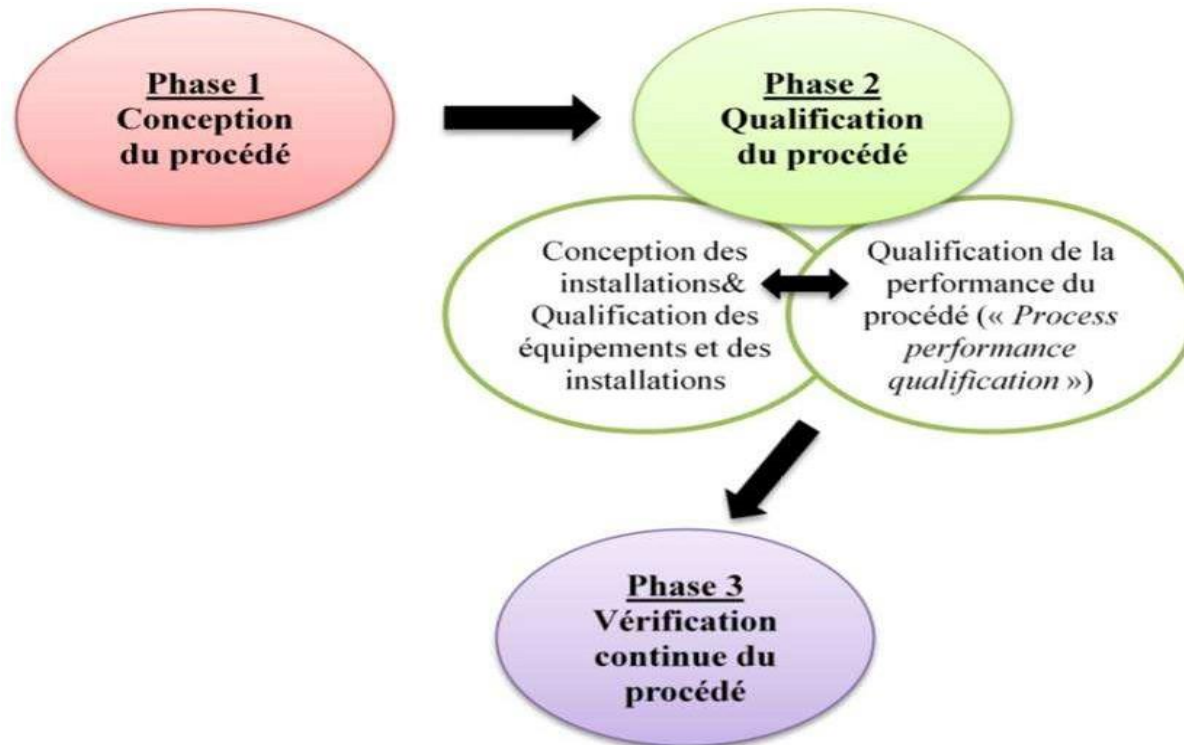 Phase 1
Conception
du procédé
Phase 2
Qualification
du procédé
Conception des
installations&
Qualification des
équipements et des
installations
Qualification de la
performance du
procédé (« Process
performance
qualification »)
Phase 3
Vérification
continue du
procédé